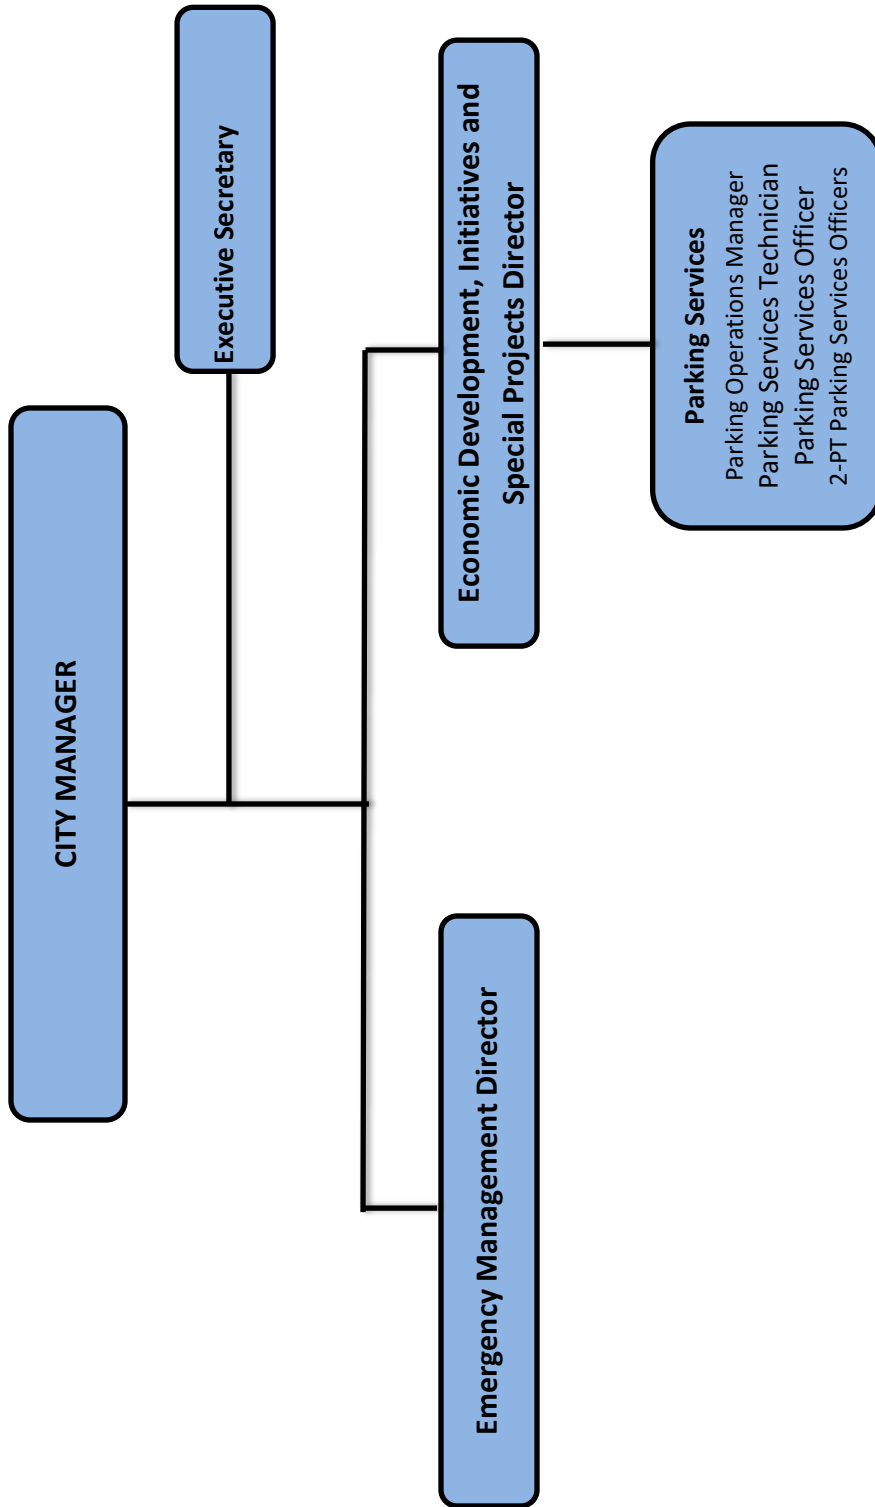 CITY MANAGER
Executive Secretary
Emergency Management Director
Economic Development, Initiatives and
Special Projects Director
Parking Services
Parking Operations Manager
Parking Services Technician
Parking Services Officer
2-PT Parking Services Officers